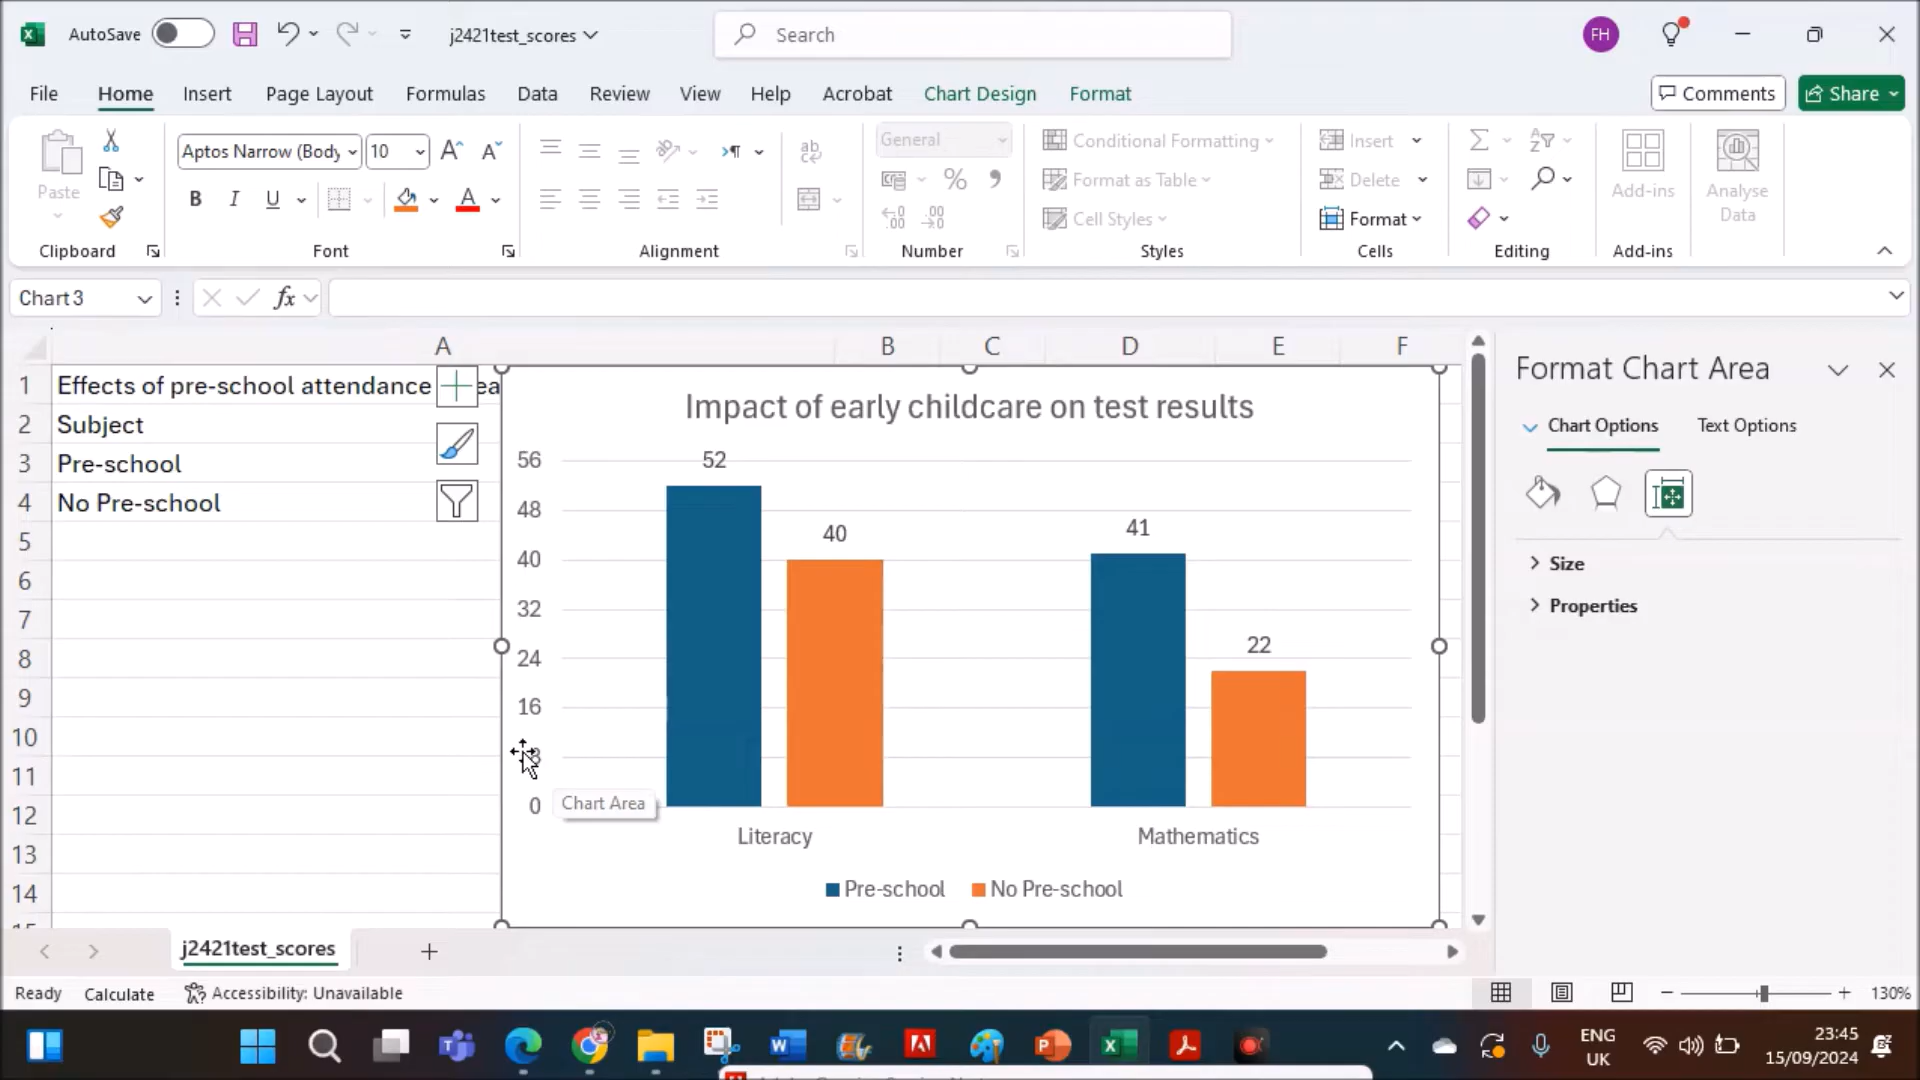 AutoSave
j2421test_scores
Search
FH
File Home Insert Page Layout Formulas Data Review View Help Acrobat Chart Design Format
Comments
Share
Paste
Clipboard
Aptos Narrow (Body
10
B I U
Font
Alignment
General
Number
Conditional Formatting
Format as Table
Cell Styles
Styles
Insert
Delete
Format
Cells
Editing
Add-ins
Add-ins
Analyse
Data
Chart 3
fx
A B C D E F
1 Effects of pre-school attendance
2 Subject
3 Pre-school
4 No Pre-school
5
6
7
8
9
10
11
12
13
14
Impact of early childcare on test results
56
48
40
32
24
16
0
52
40
41
22
Chart Area
Literacy
Mathematics
Pre-school
No Pre-school
Format Chart Area
Chart Options
Text Options
Size
Properties
j2421test_scores
Ready
Calculate
Accessibility: Unavailable
130%
ENG
UK
23:45
15/09/2024